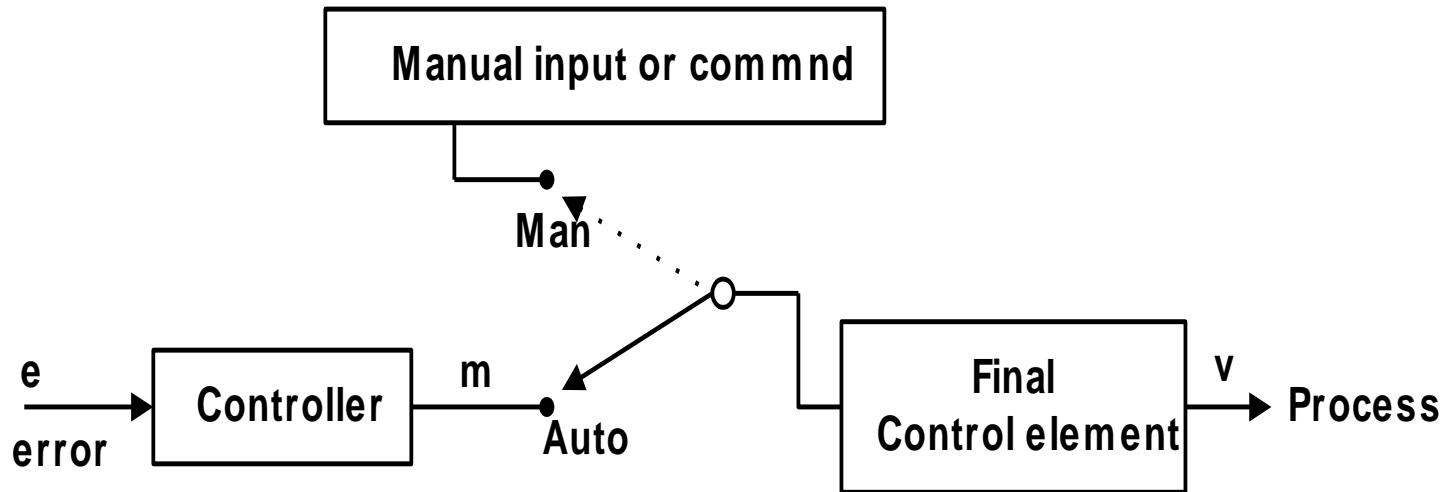 Manual input or commnd
Man
e
error
Controller
m
Auto
Final
Control element
v
Process